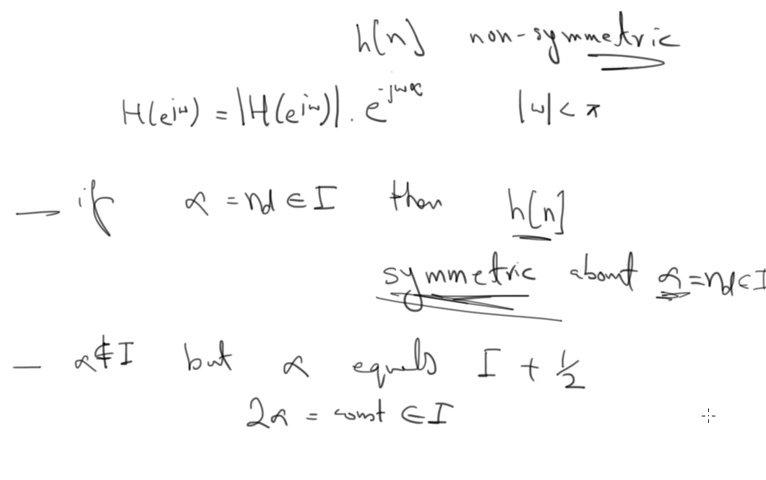 h[n] non-symmetric
H(e^jω) = |H(e^jω)| . e^-jωα |ω| < π
— if α = nd ∈ I then h[n]
symmetric about α = nd ∈ I
— α ∉ I but α equals I + 1/2
2α = const ∈ I